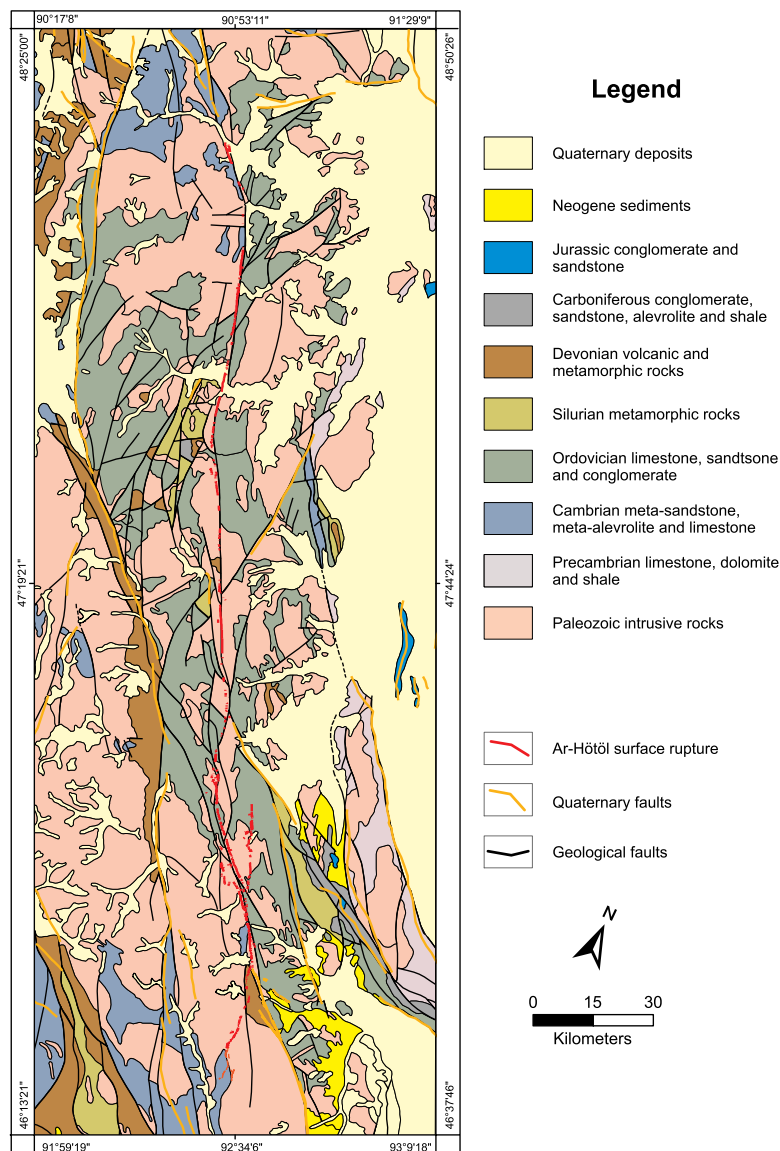 90°17'8"
90°53'11"
91°29'9"
48°25'00"
48°50'26"
47°19'21"
47°44'24"
46°13'21"
46°37'46"
91°59'19"
92°34'6"
93°9'18"
Legend
Quaternary deposits
Neogene sediments
Jurassic conglomerate and
sandstone
Carboniferous conglomerate,
sandstone, alevrolite and shale
Devonian volcanic and
metamorphic rocks
Silurian metamorphic rocks
Ordovician limestone, sandtsone
and conglomerate
Cambrian meta-sandstone,
meta-alevrolite and limestone
Precambrian limestone, dolomite
and shale
Paleozoic intrusive rocks
Ar-Hötöl surface rupture
Quaternary faults
Geological faults
N
0 15 30
Kilometers